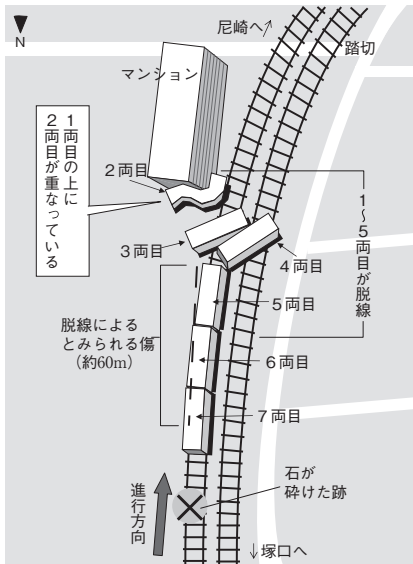 尼崎へ
N
踏切
マンション
1両目の上に
2両目が重なっている
2両目
3両目
4両目
1〜5両目が脱線
5両目
脱線による
とみられる傷
(約60m)
6両目
7両目
石が
砕けた跡
進行方向
↓塚口へ